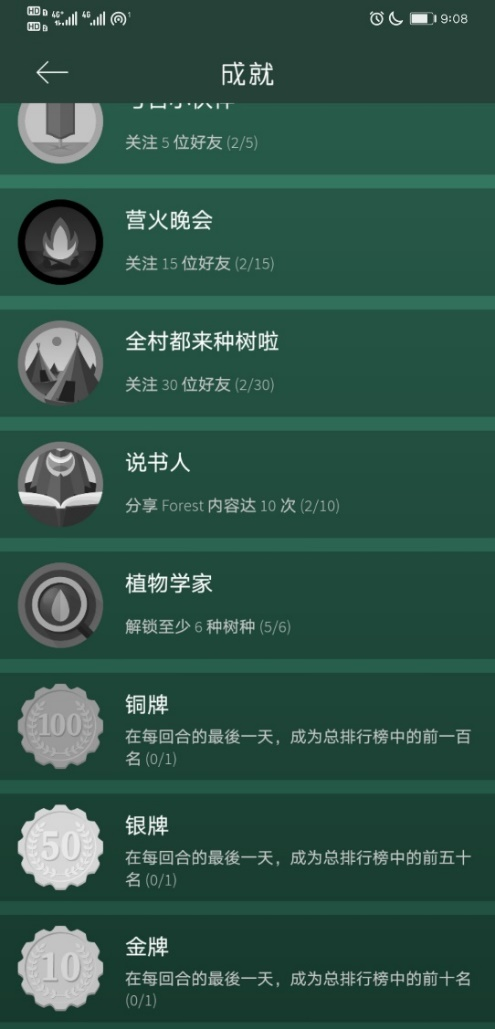 9:08
成就
关注 5 位好友 (2/5)
营火晚会
关注 15 位好友 (2/15)
全村都来种树啦
关注 30 位好友 (2/30)
说书人
分享 Forest 内容达 10 次 (2/10)
植物学家
解锁至少 6 种树种 (5/6)
100
铜牌
在每回合的最後一天，成为总排行榜中的前一百
名 (0/1)
50
银牌
在每回合的最後一天，成为总排行榜中的前五十
名 (0/1)
10
金牌
在每回合的最後一天，成为总排行榜中的前十名
(0/1)